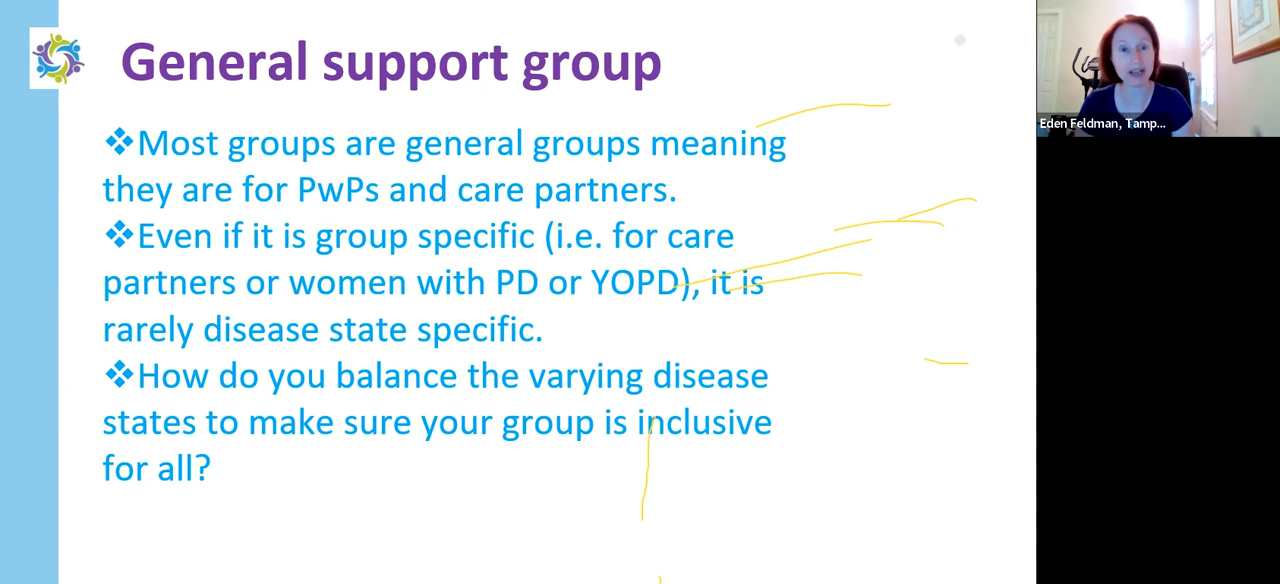 General support group
❖Most groups are general groups meaning
they are for PwPs and care partners.
❖Even if it is group specific (i.e. for care
partners or women with PD or YOPD), it is
rarely disease state specific.
❖How do you balance the varying disease
states to make sure your group is inclusive
for all?
Eden Feldman, Tamp...